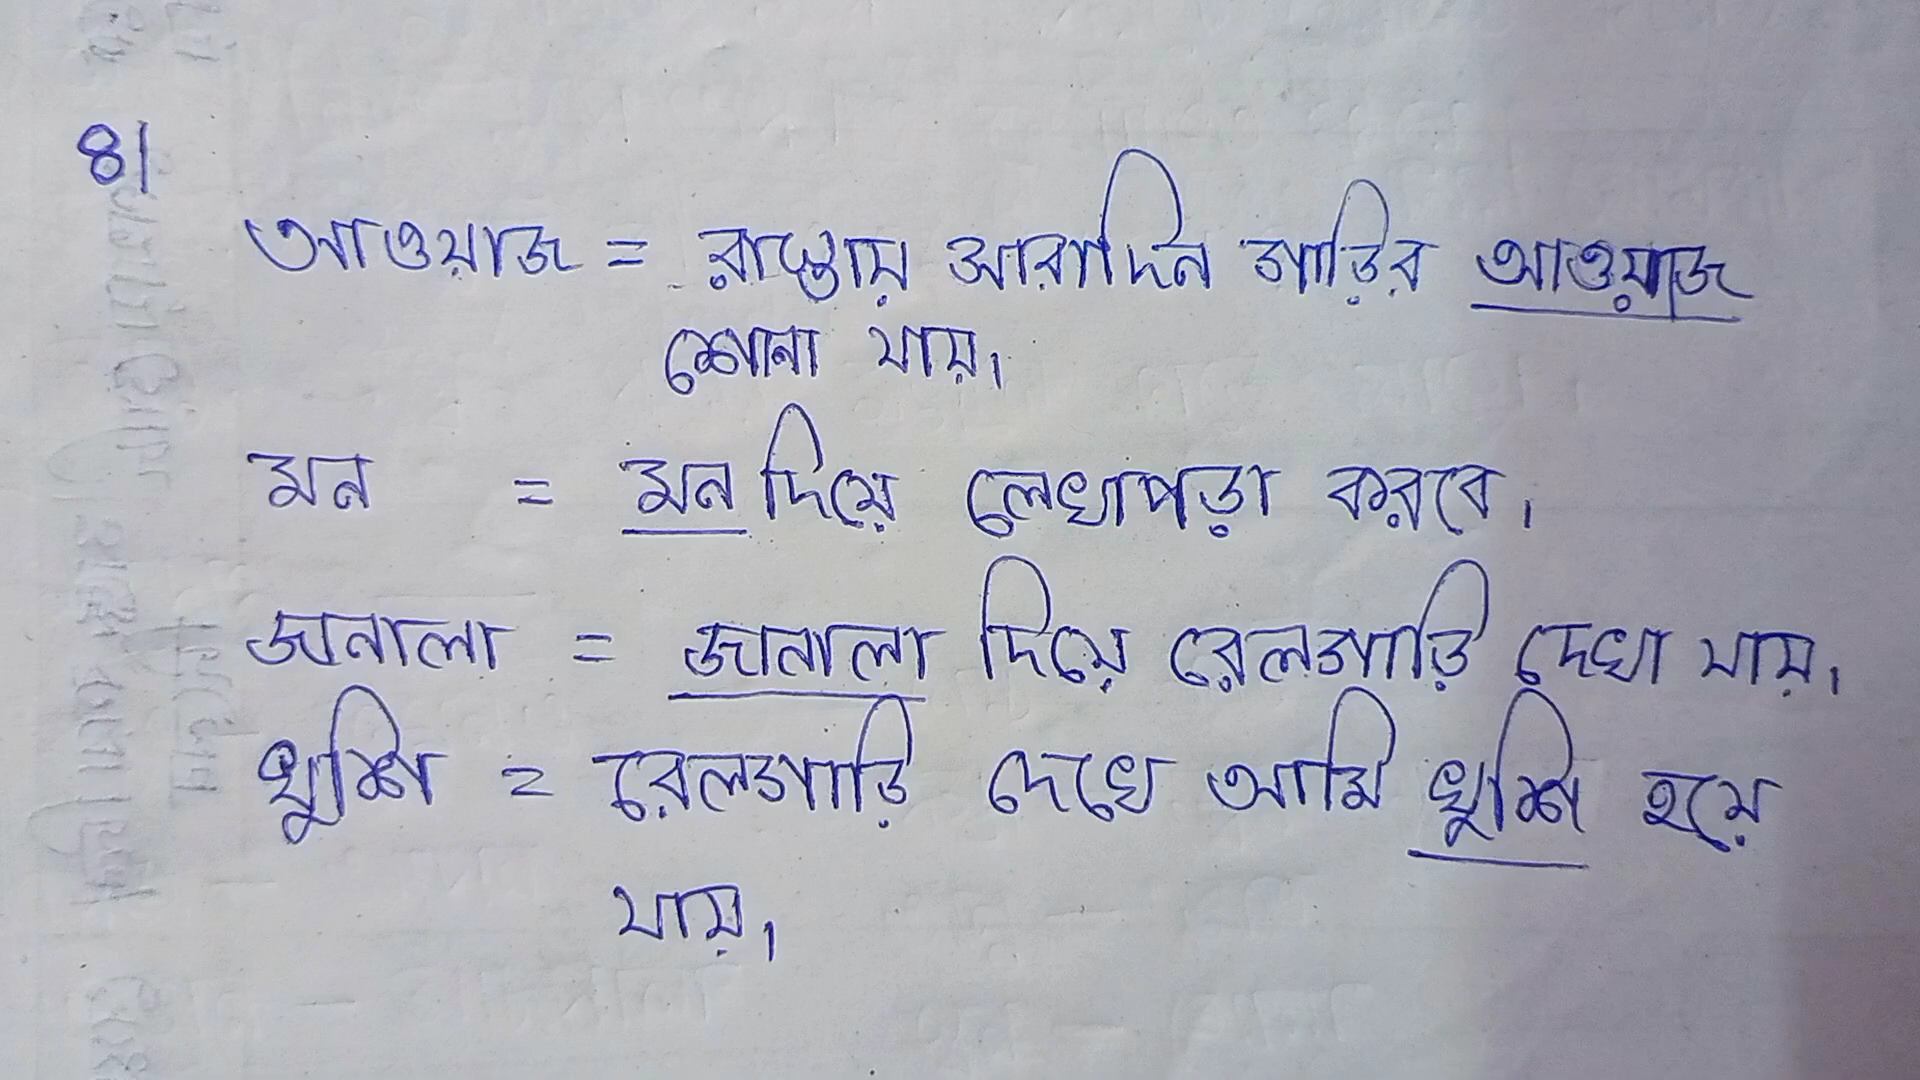 ৪।
আওয়াজ = রাস্তায় সারাদিন গাড়ির আওয়াজ
শোনা যায়।
মন = মন দিয়ে লেখাপড়া করবে।
জানালা = জানালা দিয়ে রেলগাড়ি দেখা যায়।
খুশি = রেলগাড়ি দেখে আমি খুশি হয়ে
যায়।